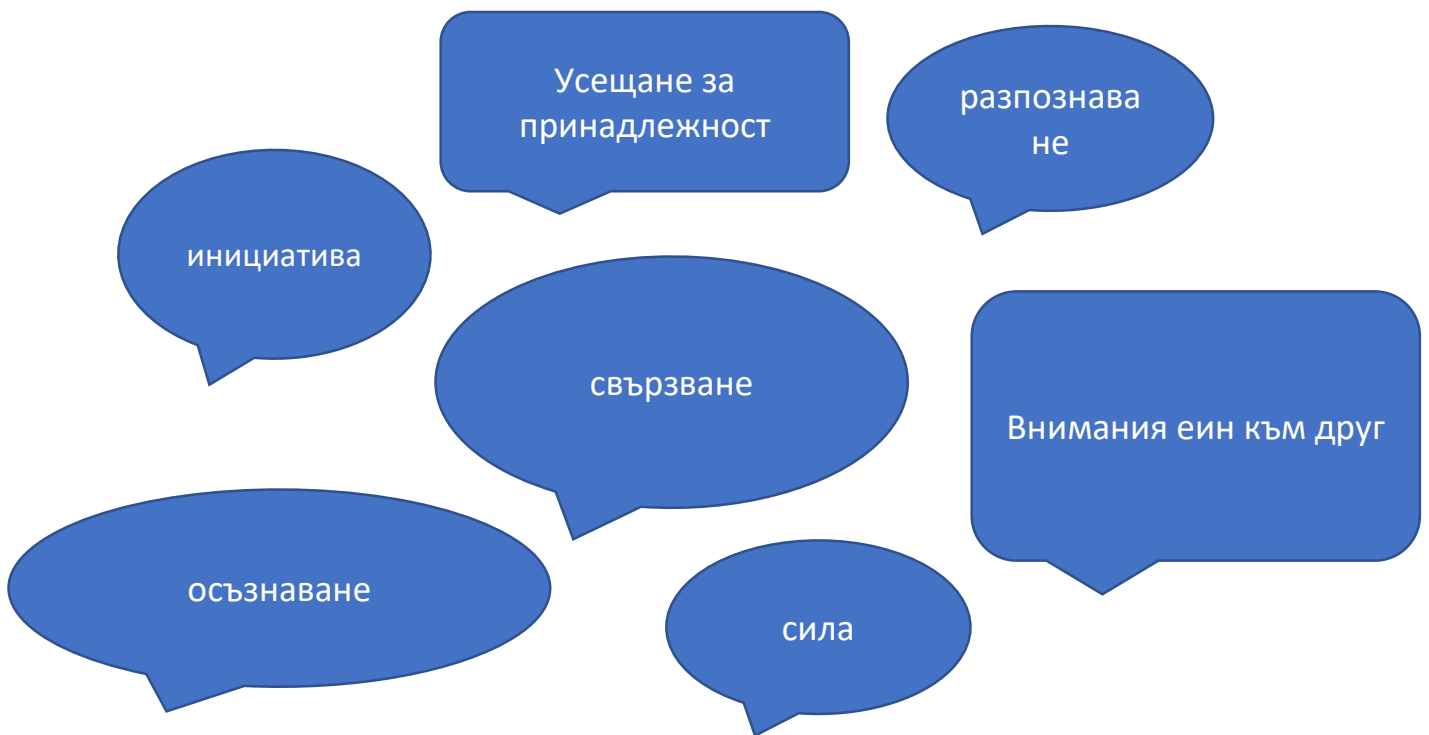 Усещане за
принадлежност
разпознава
не
инициатива
свързване
Внимания еин към друг
осъзнаване
сила